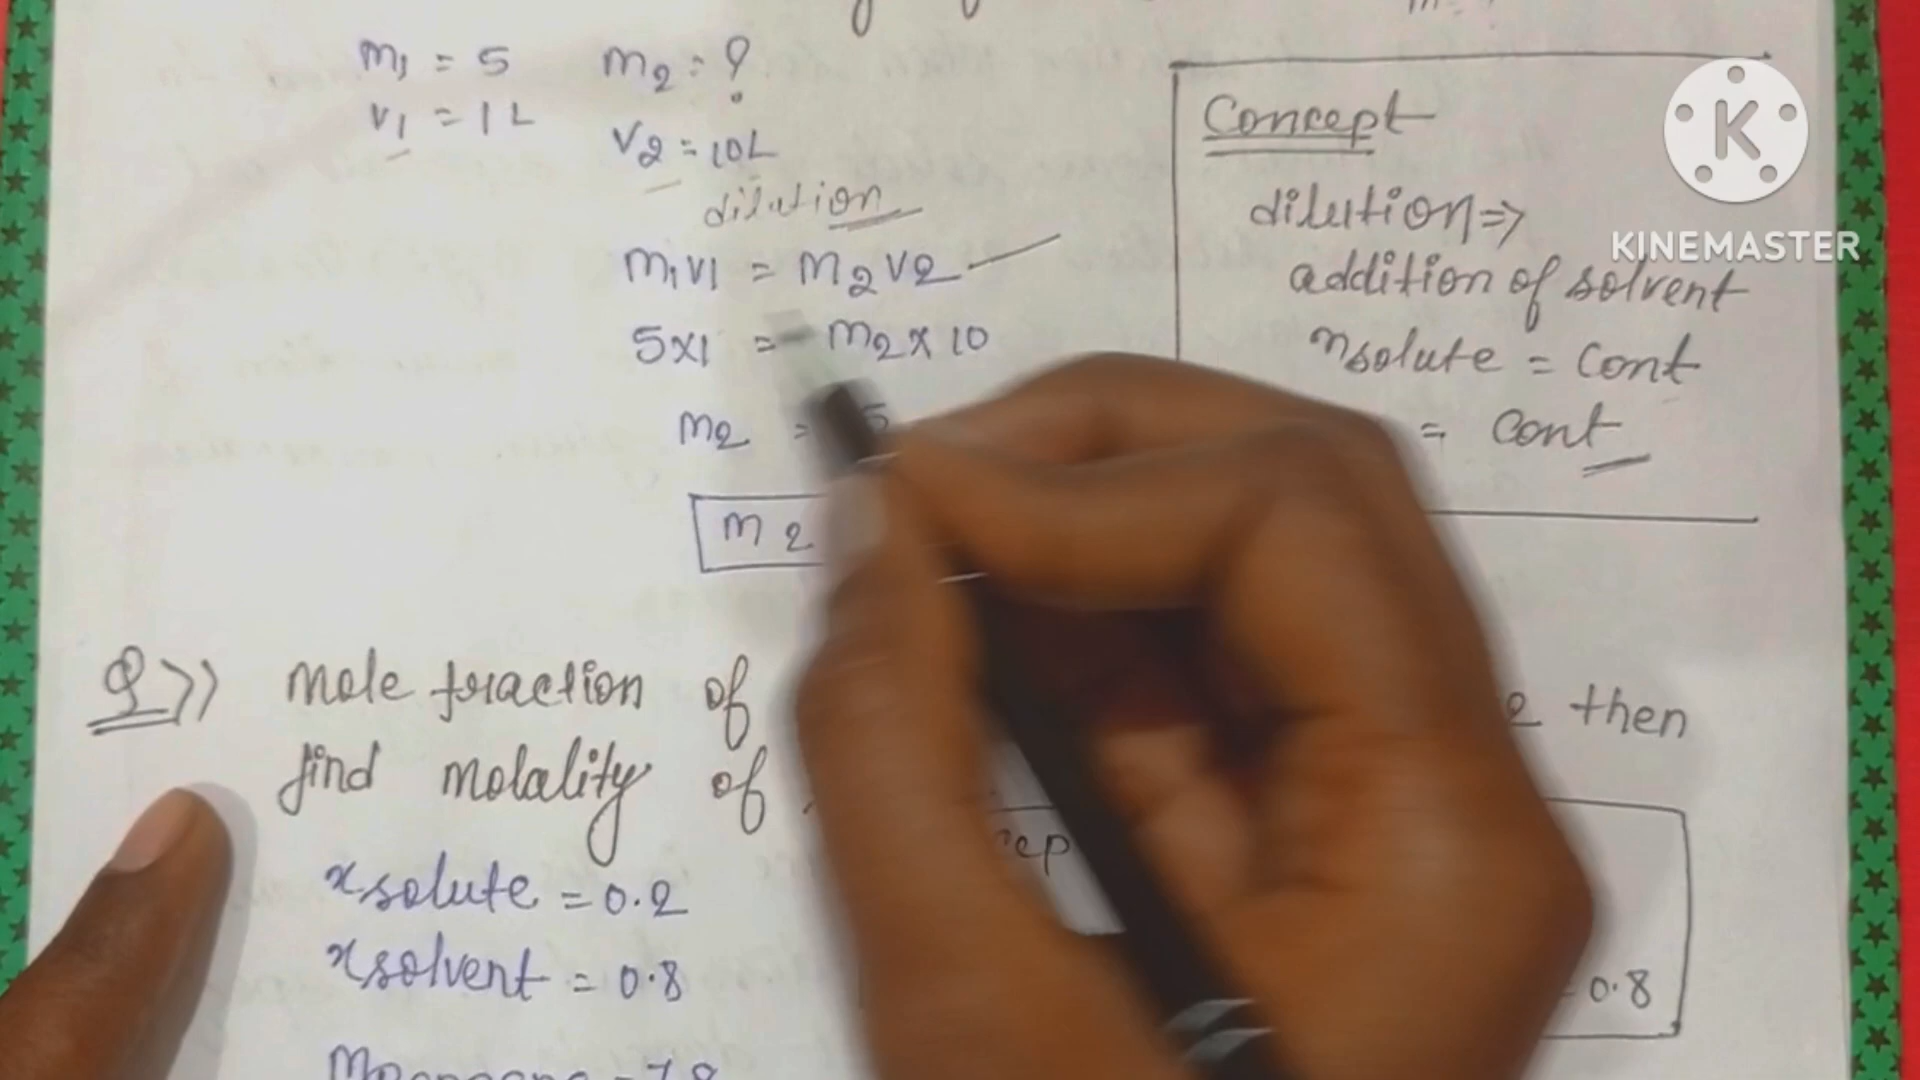 m1 = 5 m2 = ?
V1 = 1L V2 = 10L
dilution
m1v1 = m2v2
5x1 = m2 x 10
m2 = 5
m2
Concept
dilution =>
addition of solvent
nsolute = Cont
= Cont
KINEMASTER
Q>> Mole fraction of 2 then
find molality of
xsolute = 0.2
xsolvent = 0.8
0.8